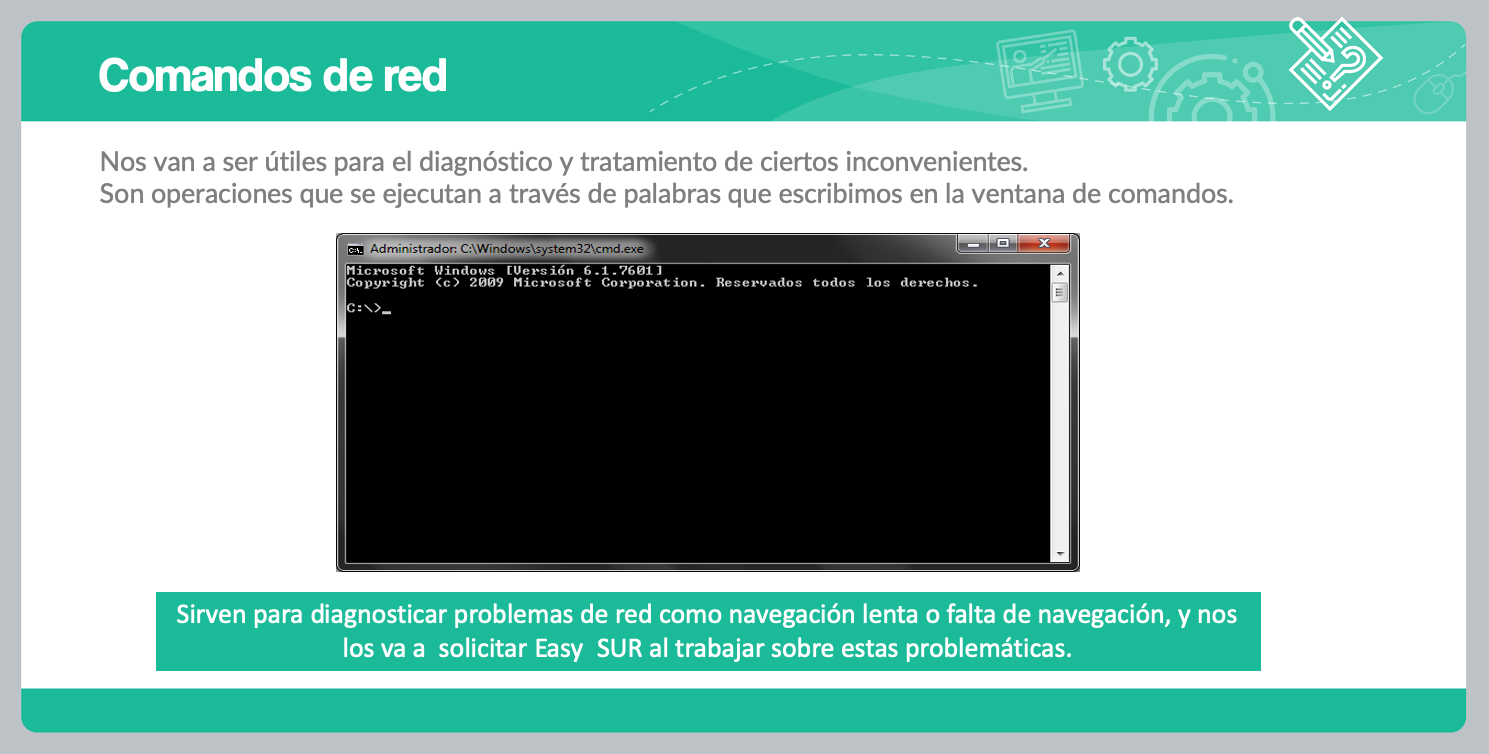 Comandos de red
Nos van a ser útiles para el diagnóstico y tratamiento de ciertos inconvenientes.
Son operaciones que se ejecutan a través de palabras que escribimos en la ventana de comandos.
Administrador: C:\Windows\system32\cmd.exe
Microsoft Windows [Versión 6.1.7601]
Copyright (c) 2009 Microsoft Corporation. Reservados todos los derechos.
C:\>_
Sirven para diagnosticar problemas de red como navegación lenta o falta de navegación, y nos
los va a  solicitar Easy  SUR al trabajar sobre estas problemáticas.